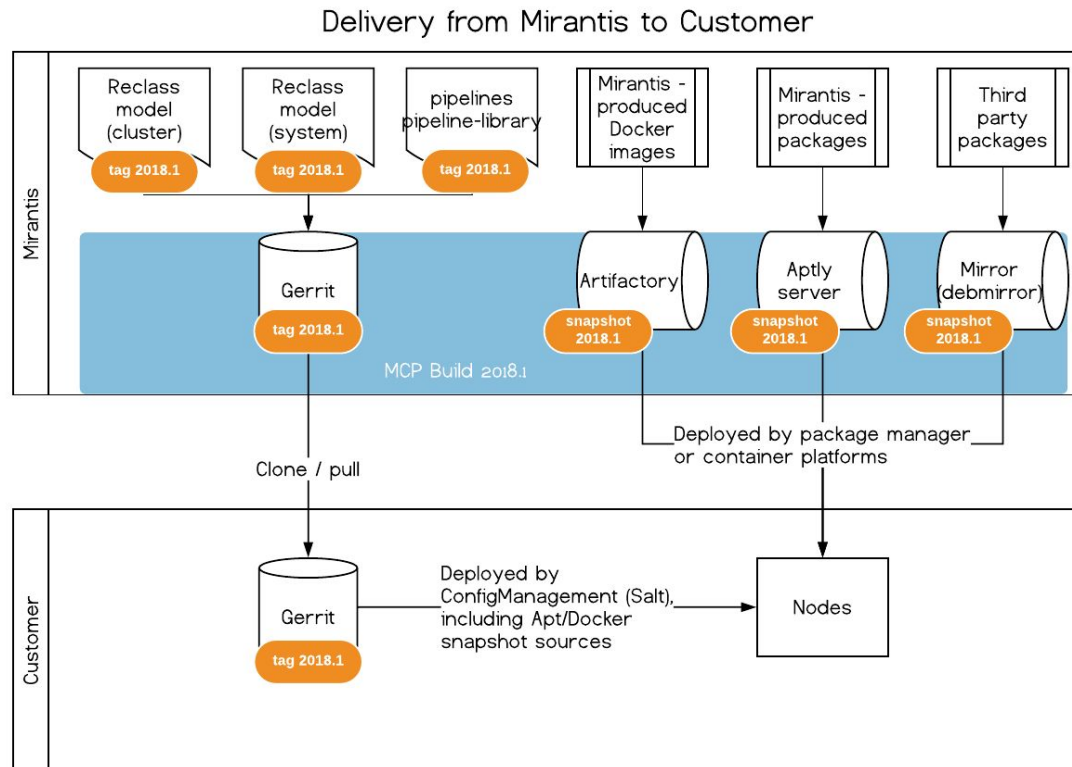 Delivery from Mirantis to Customer
Mirantis
Reclass
model
(cluster)
tag 2018.1
Reclass
model
(system)
tag 2018.1
pipelines
pipeline-library
tag 2018.1
Mirantis -
produced
Docker
images
Mirantis -
produced
packages
Third
party
packages
Gerrit
tag 2018.1
Artifactory
snapshot
2018.1
Aptly
server
snapshot
2018.1
Mirror
(debmirror)
snapshot
2018.1
MCP Build 2018.1
Clone / pull
Deployed by package manager
or container platforms
Customer
Gerrit
tag 2018.1
Deployed by
ConfigManagement (Salt),
including Apt/Docker
snapshot sources
Nodes